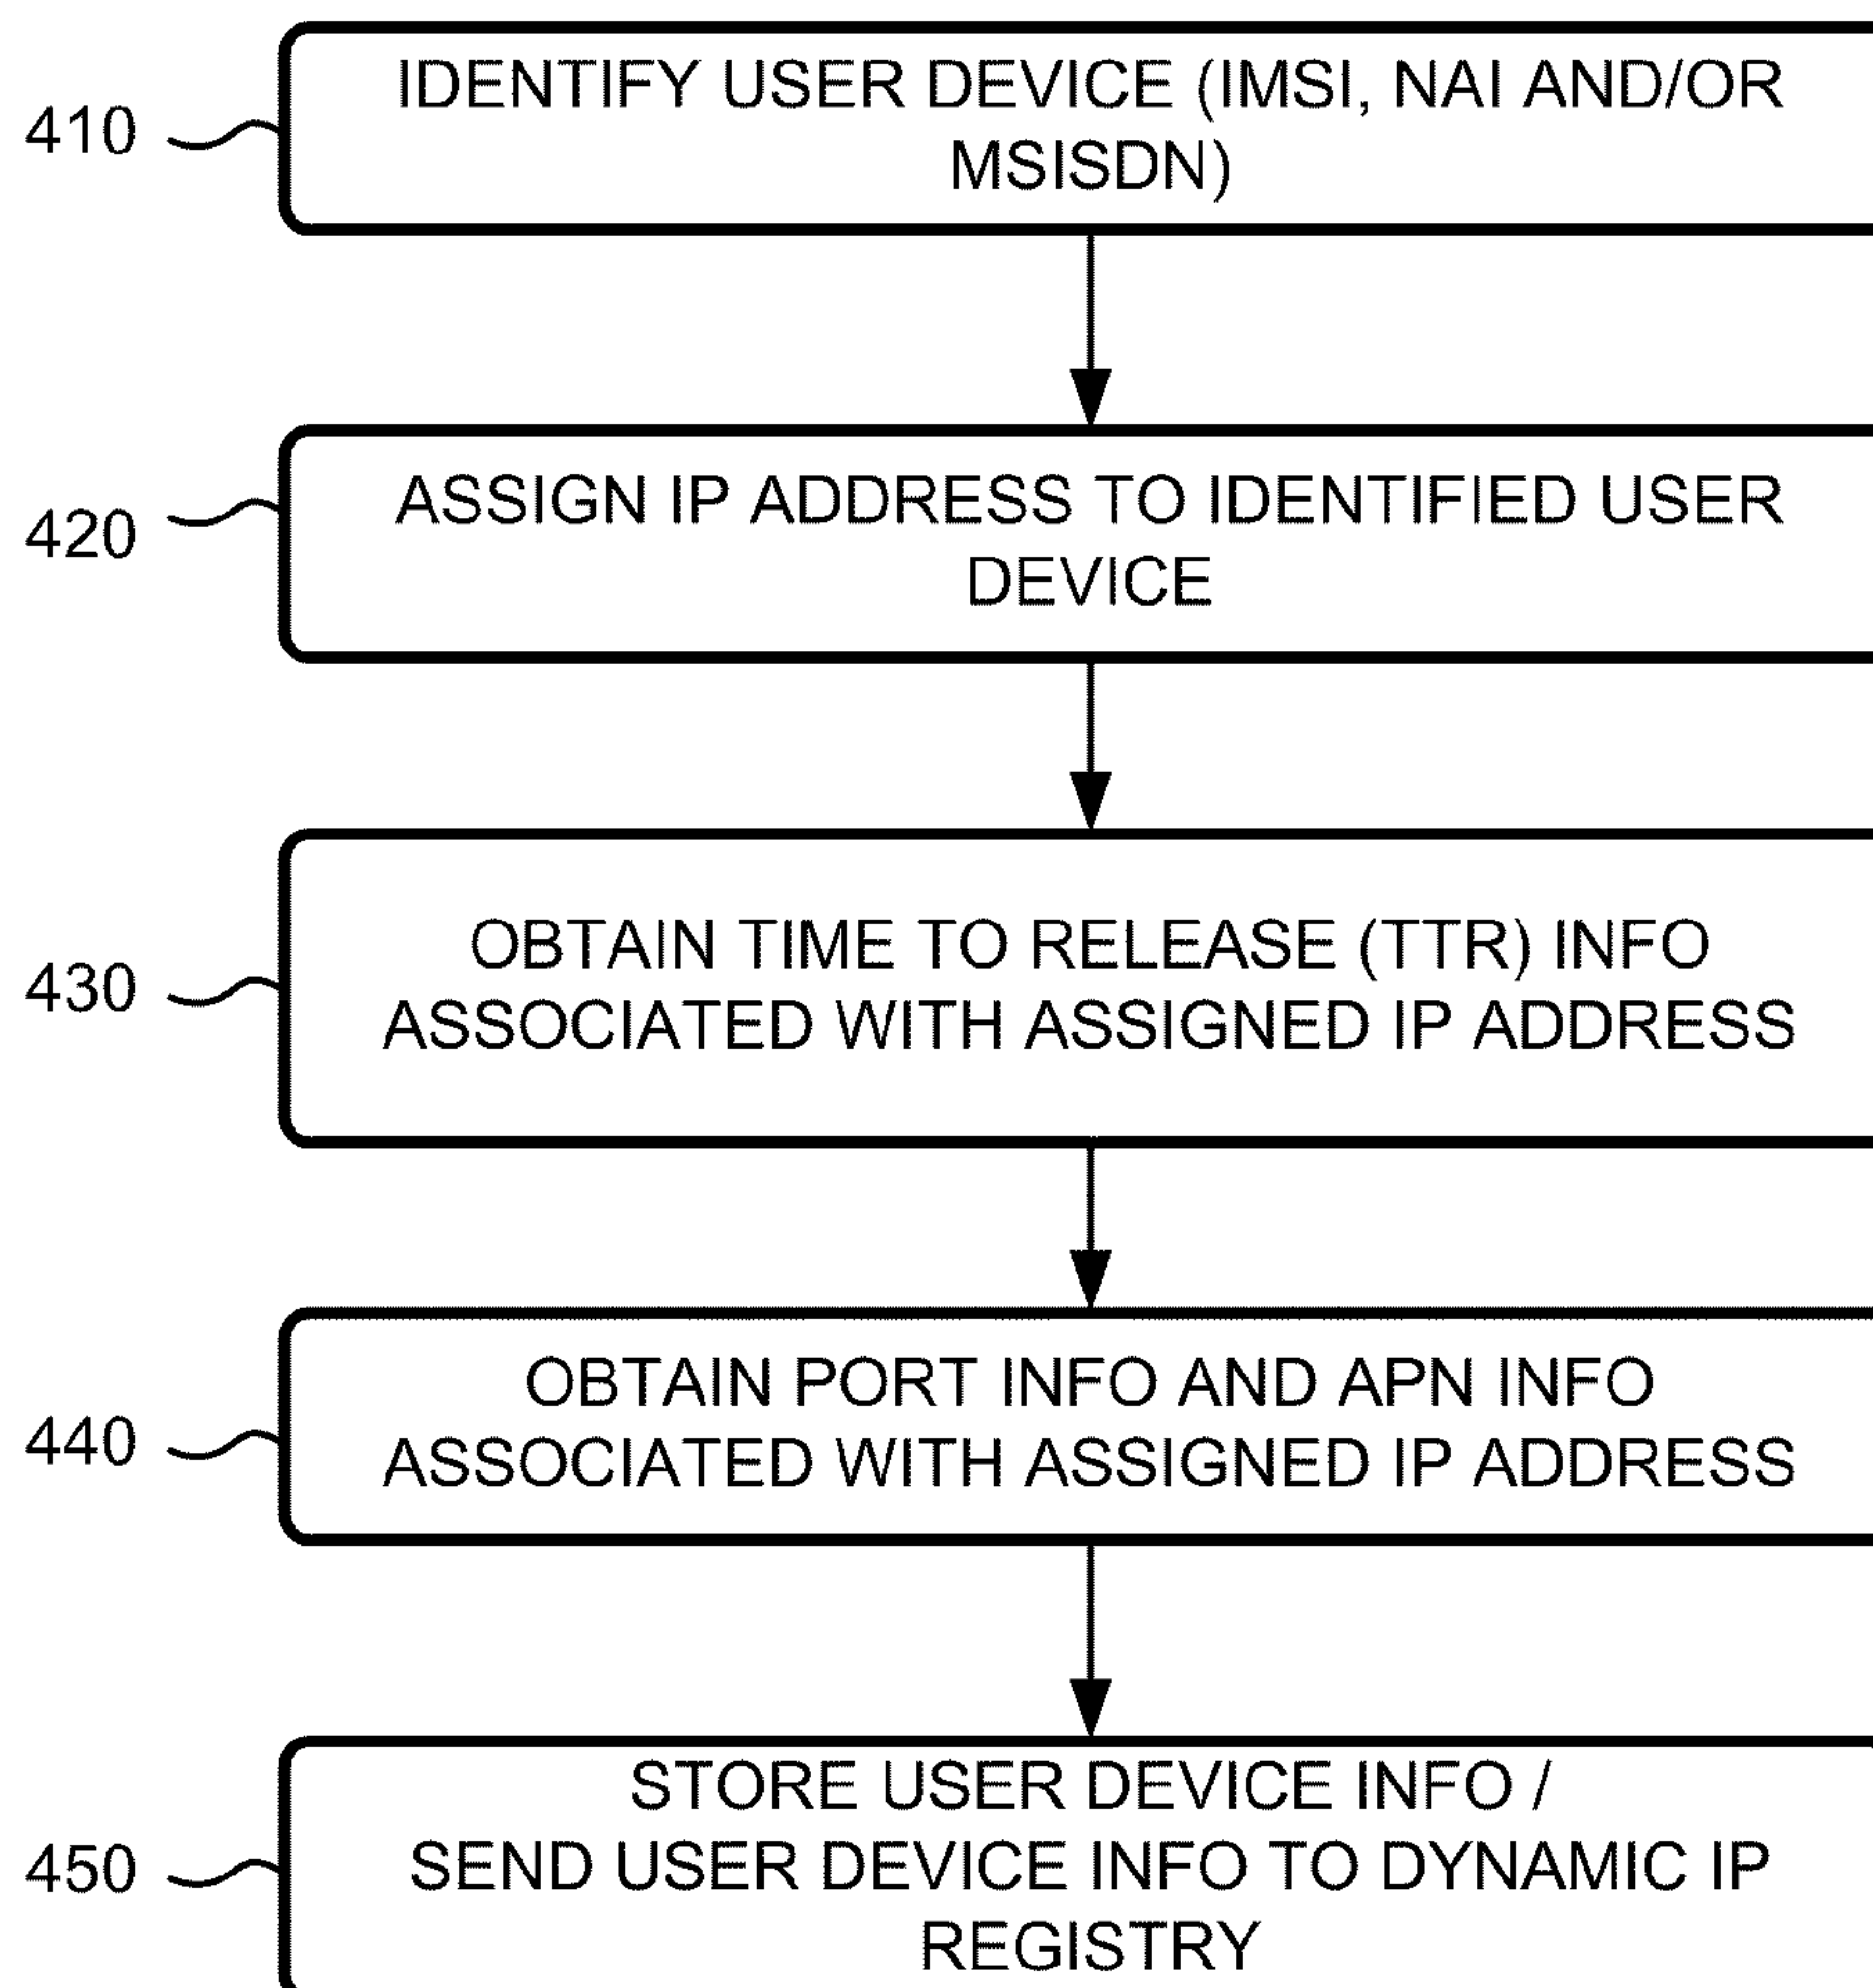 410
IDENTIFY USER DEVICE (IMSI, NAI AND/OR
MSISDN)
420
ASSIGN IP ADDRESS TO IDENTIFIED USER
DEVICE
430
OBTAIN TIME TO RELEASE (TTR) INFO
ASSOCIATED WITH ASSIGNED IP ADDRESS
440
OBTAIN PORT INFO AND APN INFO
ASSOCIATED WITH ASSIGNED IP ADDRESS
450
STORE USER DEVICE INFO /
SEND USER DEVICE INFO TO DYNAMIC IP
REGISTRY